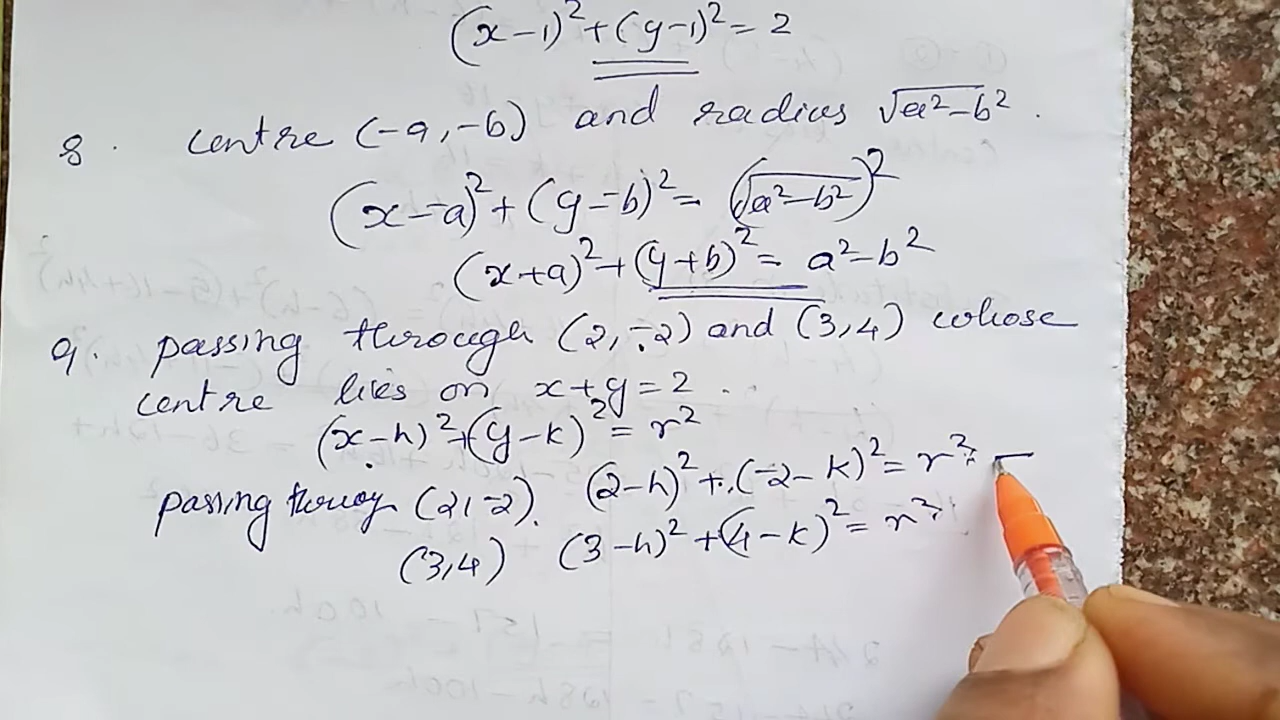 (x-1)²+(y-1)²=2
8. centre (-a,-b) and radius √a²-b².
(x--a)²+(y--b)²=(√a²-b²)²
(x+a)²+(y+b)²=a²-b²
9. passing through (2,-2) and (3,4) whose
centre lies on x+y=2.
(x-h)²+(y-k)²=r²
passing (2,-2). (2-h)²+(-2-k)²=r²
(3,4) (3-h)²+(4-k)²=r²